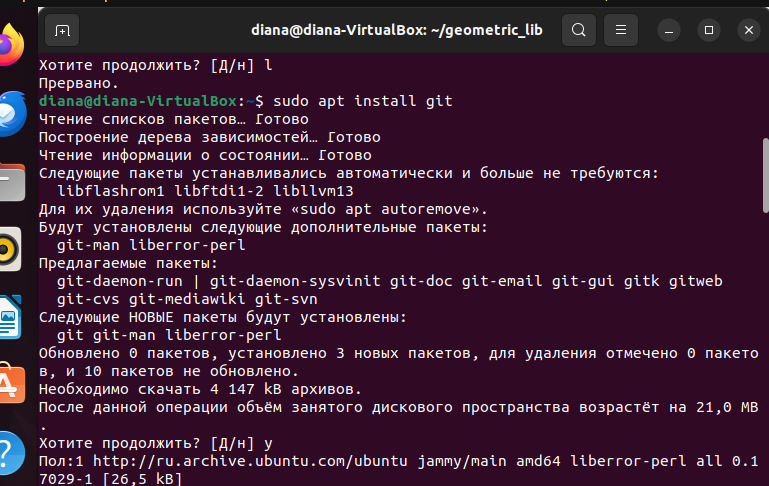 diana@diana-VirtualBox: ~/geometric_lib
Хотите продолжить? [Д/н] l
Прервано.
diana@diana-VirtualBox:~$ sudo apt install git
Чтение списков пакетов… Готово
Построение дерева зависимостей… Готово
Чтение информации о состоянии… Готово
Следующие пакеты устанавливались автоматически и больше не требуются:
libflashrom1 libftdi1-2 libllvm13
Для их удаления используйте «sudo apt autoremove».
Будут установлены следующие дополнительные пакеты:
git-man liberror-perl
Предлагаемые пакеты:
git-daemon-run | git-daemon-sysvinit git-doc git-email git-gui gitk gitweb
git-cvs git-mediawiki git-svn
Следующие НОВЫЕ пакеты будут установлены:
git git-man liberror-perl
Обновлено 0 пакетов, установлено 3 новых пакетов, для удаления отмечено 0 пакето
в, и 10 пакетов не обновлено.
Необходимо скачать 4 147 kB архивов.
После данной операции объём занятого дискового пространства возрастёт на 21,0 MB
.
Хотите продолжить? [Д/н] y
Пол:1 http://ru.archive.ubuntu.com/ubuntu jammy/main amd64 liberror-perl all 0.1
7029-1 [26,5 kB]